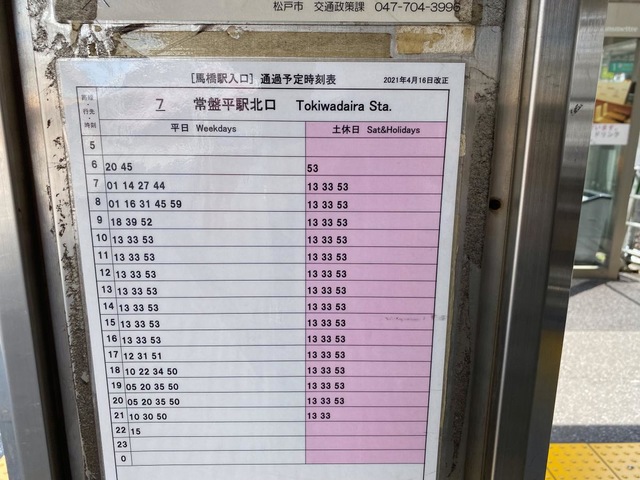 松戸市 交通政策課 047-704-3996
[馬橋駅入口] 通過予定時刻表 2021年4月16日改正
系統・行先・時刻
7 常盤平駅北口 Tokiwadaira Sta.
平日 Weekdays 土休日 Sat&Holidays
5
6 20 45 53
7 01 14 27 44 13 33 53
8 01 16 31 45 59 13 33 53
9 18 39 52 13 33 53
10 13 33 53 13 33 53
11 13 33 53 13 33 53
12 13 33 53 13 33 53
13 13 33 53 13 33 53
14 13 33 53 13 33 53
15 13 33 53 13 33 53
16 13 33 53 13 33 53
17 12 31 51 13 33 53
18 10 22 34 50 13 33 53
19 05 20 35 50 13 33 53
20 05 20 35 50 13 33 53
21 10 30 50 13 33
22 15
23
0